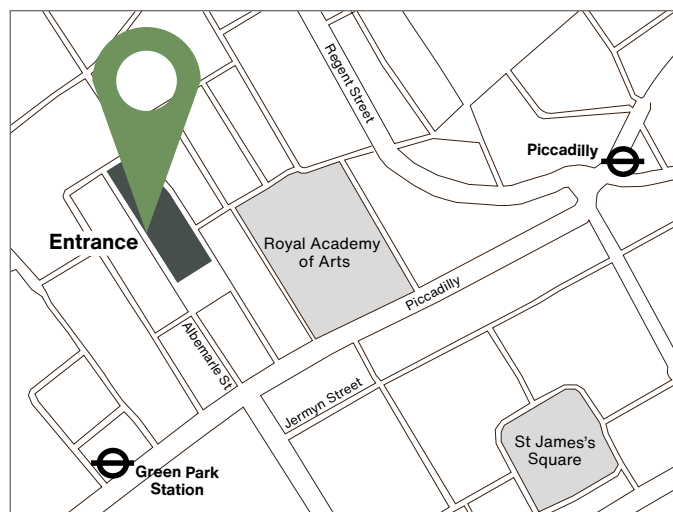 Regent Street
Piccadilly
Entrance
Royal Academy
of Arts
Piccadilly
Albemarle St
Jermyn Street
St James's
Square
Green Park
Station